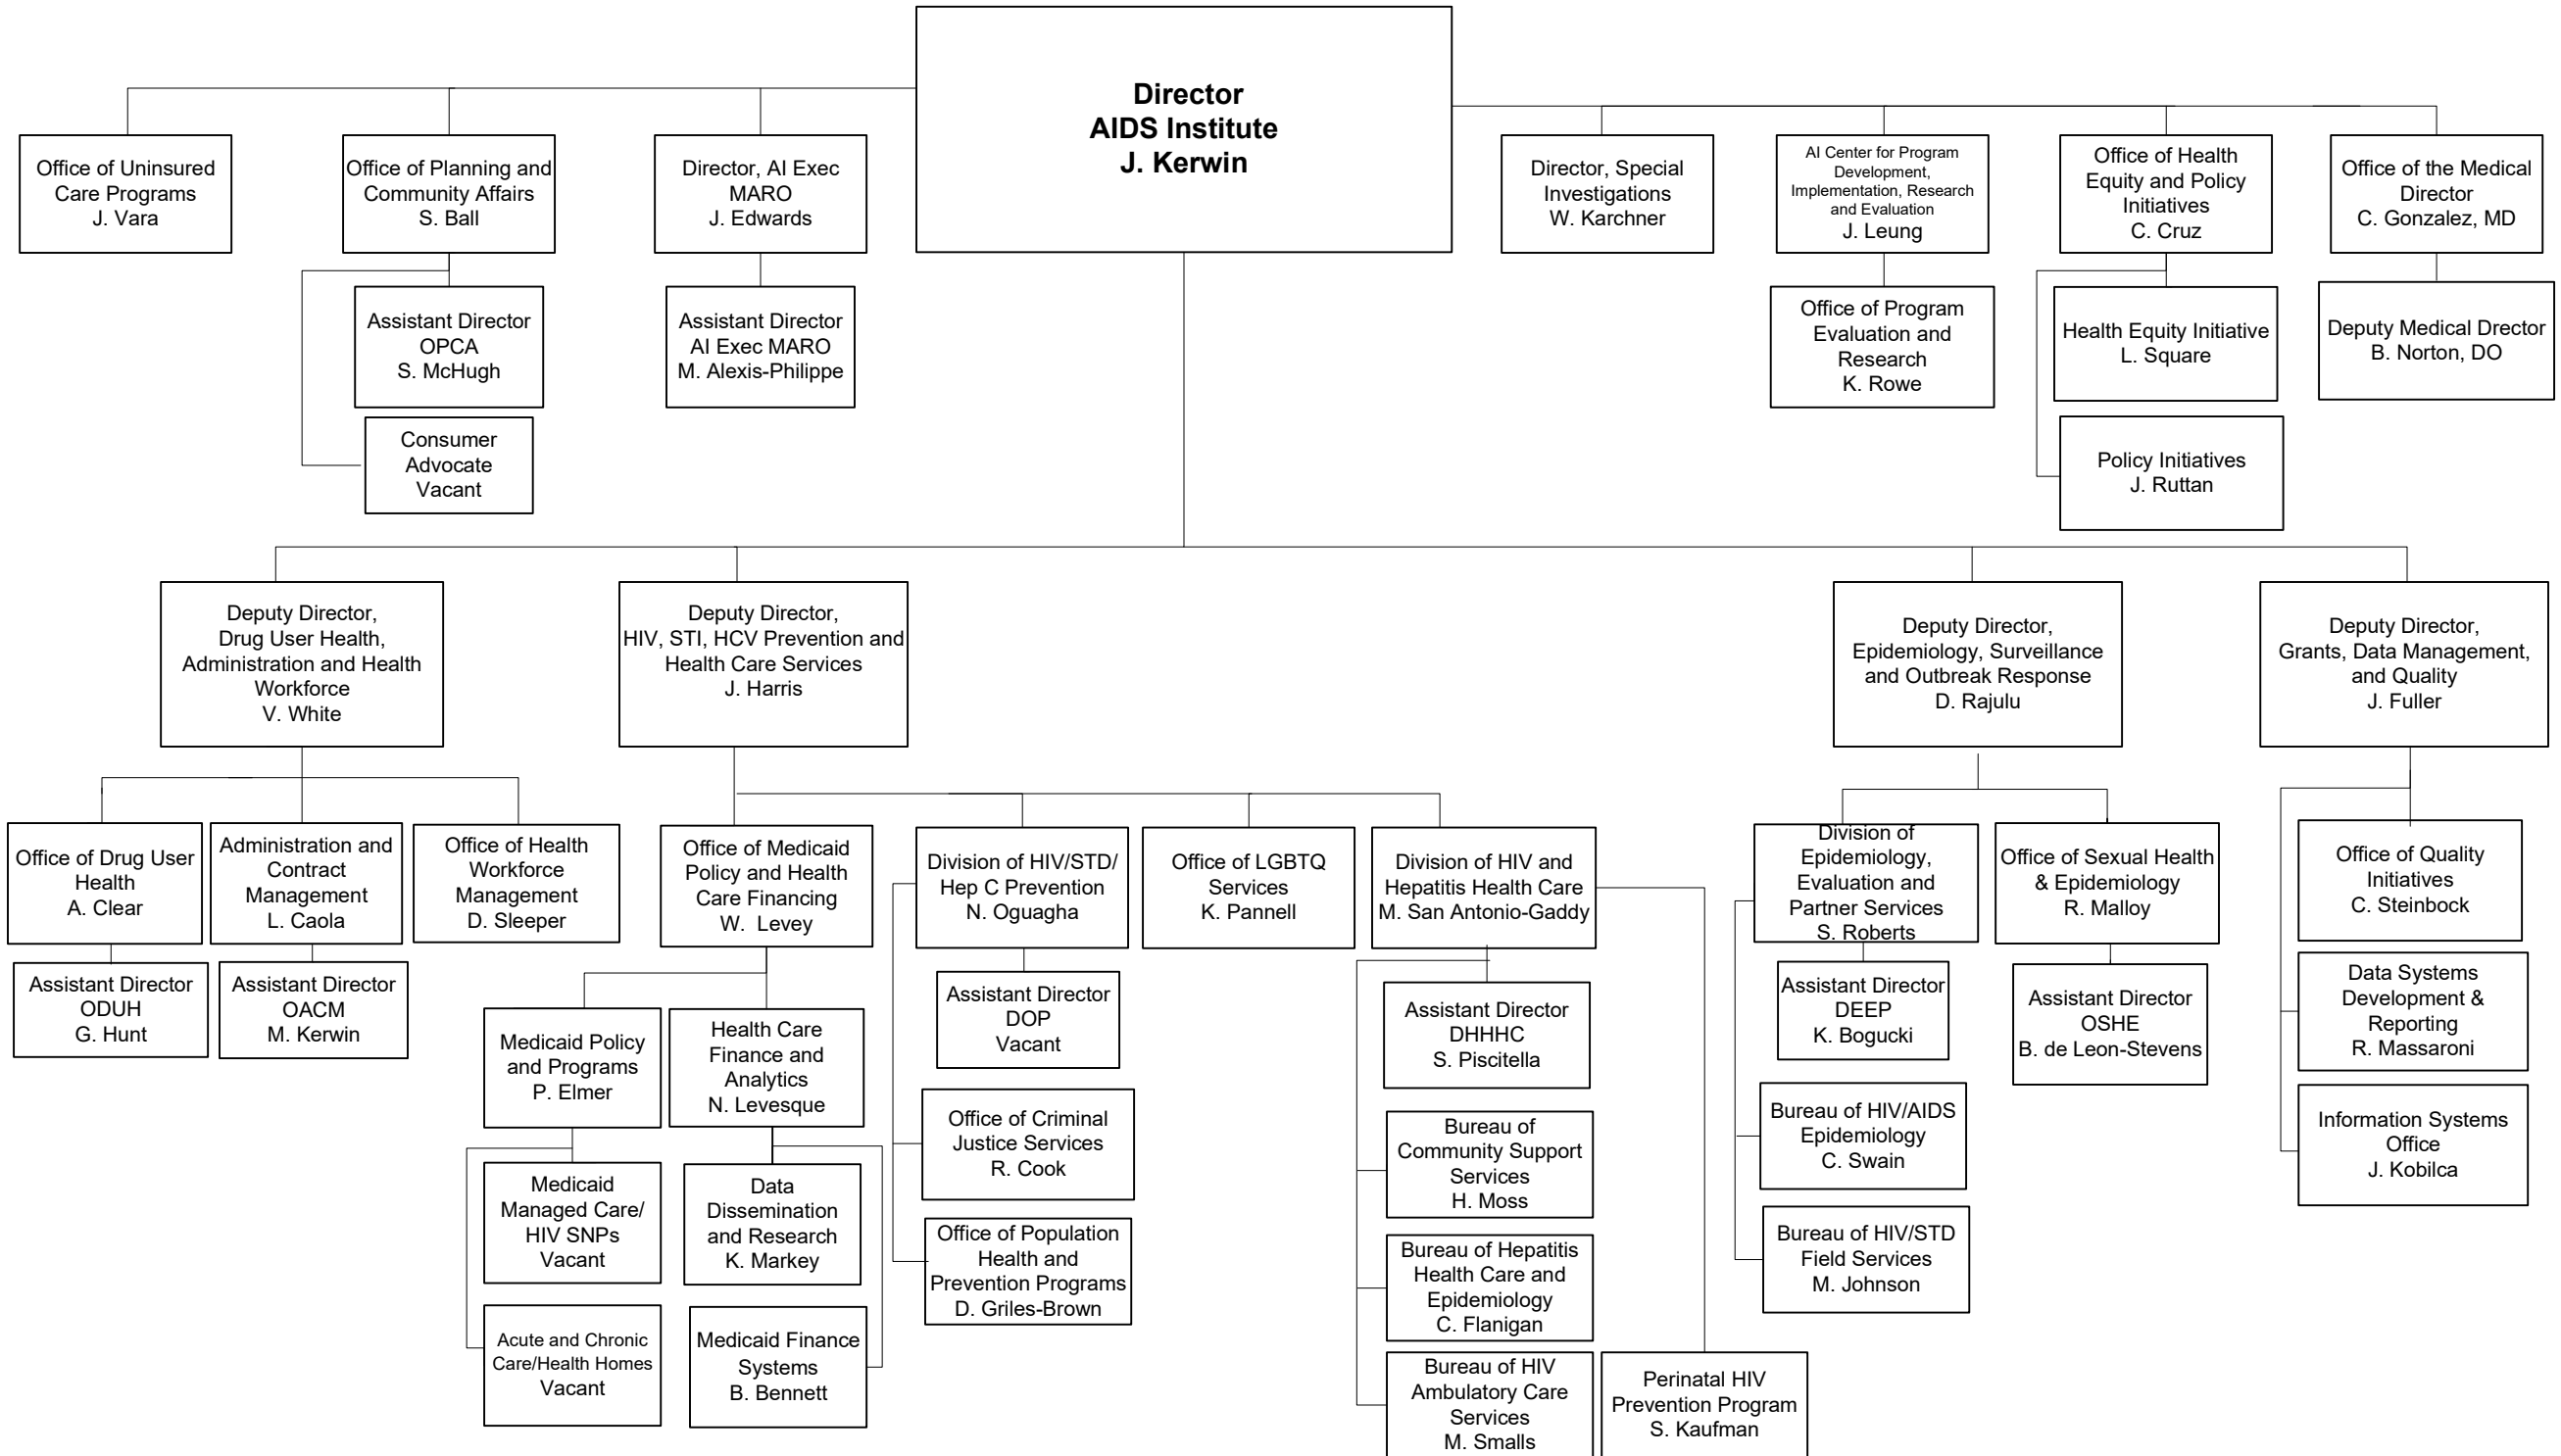 Director
AIDS Institute
J. Kerwin
Office of Uninsured
Care Programs
J. Vara
Office of Planning and
Community Affairs
S. Ball
Director, AI Exec
MARO
J. Edwards
Director, Special
Investigations
W. Karchner
AI Center for Program
Development,
Implementation, Research
and Evaluation
J. Leung
Office of Health
Equity and Policy
Initiatives
C. Cruz
Office of the Medical
Director
C. Gonzalez, MD
Assistant Director
OPCA
S. McHugh
Assistant Director
AI Exec MARO
M. Alexis-Philippe
Office of Program
Evaluation and
Research
K. Rowe
Health Equity Initiative
L. Square
Deputy Medical Drector
B. Norton, DO
Consumer
Advocate
Vacant
Policy Initiatives
J. Ruttan
Deputy Director,
Drug User Health,
Administration and Health
Workforce
V. White
Deputy Director,
HIV, STI, HCV Prevention and
Health Care Services
J. Harris
Deputy Director,
Epidemiology, Surveillance
and Outbreak Response
D. Rajulu
Deputy Director,
Grants, Data Management,
and Quality
J. Fuller
Office of Drug User
Health
A. Clear
Administration and
Contract
Management
L. Caola
Office of Health
Workforce
Management
D. Sleeper
Office of Medicaid
Policy and Health
Care Financing
W.  Levey
Division of HIV/STD/
Hep C Prevention
N. Oguagha
Office of LGBTQ
Services
K. Pannell
Division of HIV and
Hepatitis Health Care
M. San Antonio-Gaddy
Division of
Epidemiology,
Evaluation and
Partner Services
S. Roberts
Office of Sexual Health
& Epidemiology
R. Malloy
Office of Quality
Initiatives
C. Steinbock
Assistant Director
ODUH
G. Hunt
Assistant Director
OACM
M. Kerwin
Medicaid Policy
and Programs
P. Elmer
Health Care
Finance and
Analytics
N. Levesque
Assistant Director
DOP
Vacant
Assistant Director
DHHHC
S. Piscitella
Assistant Director
DEEP
K. Bogucki
Assistant Director
OSHE
B. de Leon-Stevens
Data Systems
Development &
Reporting
R. Massaroni
Office of Criminal
Justice Services
R. Cook
Bureau of
Community Support
Services
H. Moss
Bureau of HIV/AIDS
Epidemiology
C. Swain
Information Systems
Office
J. Kobilca
Medicaid
Managed Care/
HIV SNPs
Vacant
Data
Dissemination
and Research
K. Markey
Office of Population
Health and
Prevention Programs
D. Griles-Brown
Bureau of Hepatitis
Health Care and
Epidemiology
C. Flanigan
Bureau of HIV/STD
Field Services
M. Johnson
Acute and Chronic
Care/Health Homes
Vacant
Medicaid Finance
Systems
B. Bennett
Bureau of HIV
Ambulatory Care
Services
M. Smalls
Perinatal HIV
Prevention Program
S. Kaufman